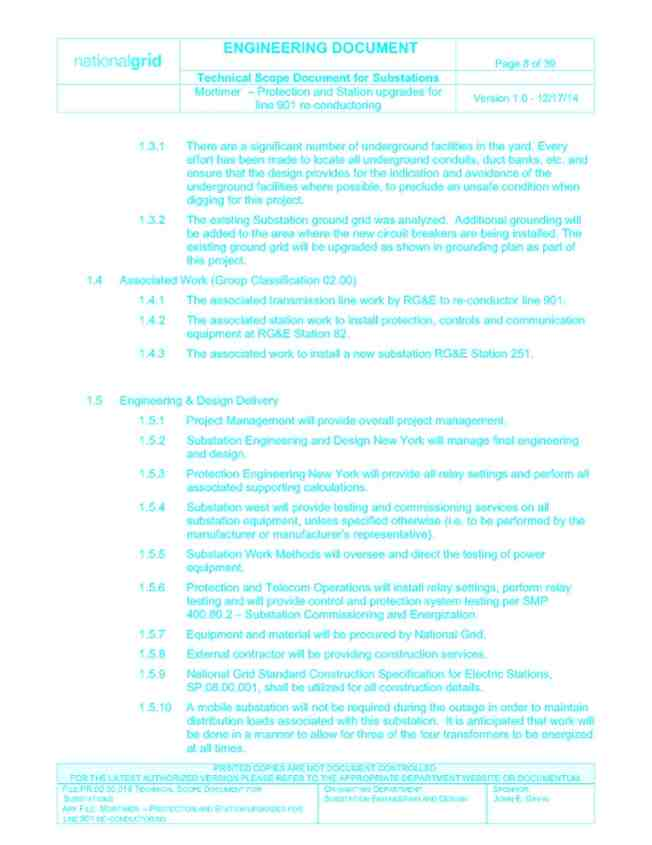 ENGINEERING DOCUMENT
nationalgrid
Page 8 of 39
Technical Scope Document for Substations
Mortimer – Protection and Station upgrades for
line 901 re-conductoring
Version 1.0 - 12/17/14
1.3.1 There are a significant number of underground facilities in the yard. Every
effort has been made to locate all underground conduits, duct banks, etc. and
ensure that the design provides for the indication and avoidance of the
underground facilities where possible, to preclude an unsafe condition when
digging for this project.
1.3.2 The existing Substation ground grid was analyzed. Additional grounding will
be added to the area where the new circuit breakers are being installed. The
existing ground grid will be upgraded as shown in grounding plan as part of
this project.
1.4 Associated Work (Group Classification 02.00)
1.4.1 The associated transmission line work by RG&E to re-conductor line 901.
1.4.2 The associated station work to install protection, controls and communication
equipment at RG&E Station 82.
1.4.3 The associated work to install a new substation RG&E Station 251.
1.5 Engineering & Design Delivery
1.5.1 Project Management will provide overall project management.
1.5.2 Substation Engineering and Design New York will manage final engineering
and design.
1.5.3 Protection Engineering New York will provide all relay settings and perform all
associated supporting calculations.
1.5.4 Substation west will provide testing and commissioning services on all
substation equipment, unless specified otherwise (i.e. to be performed by the
manufacturer or manufacturer's representative).
1.5.5 Substation Work Methods will oversee and direct the testing of power
equipment.
1.5.6 Protection and Telecom Operations will install relay settings, perform relay
testing and will provide control and protection system testing per SMP
400.60.2 – Substation Commissioning and Energization.
1.5.7 Equipment and material will be procured by National Grid.
1.5.8 External contractor will be providing construction services.
1.5.9 National Grid Standard Construction Specification for Electric Stations,
SP.06.00.001, shall be utilized for all construction details.
1.5.10 A mobile substation will not be required during the outage in order to maintain
distribution loads associated with this substation. It is anticipated that work will
be done in a manner to allow for three of the four transformers to be energized
at all times.
PRINTED COPIES ARE NOT DOCUMENT CONTROLLED.
FOR THE LATEST AUTHORIZED VERSION PLEASE REFER TO THE APPROPRIATE DEPARTMENT WEBSITE OR DOCUMENTUM.
TECHNICAL SCOPE DOCUMENT FOR
SUBSTATIONS
MORTIMER – PROTECTION AND STATION UPGRADES FOR
LINE 901 RE-CONDUCTORING
ORIGINATING DEPARTMENT:
SUBSTATION ENGINEERING AND DESIGN
SPONSOR:
JOHN E.